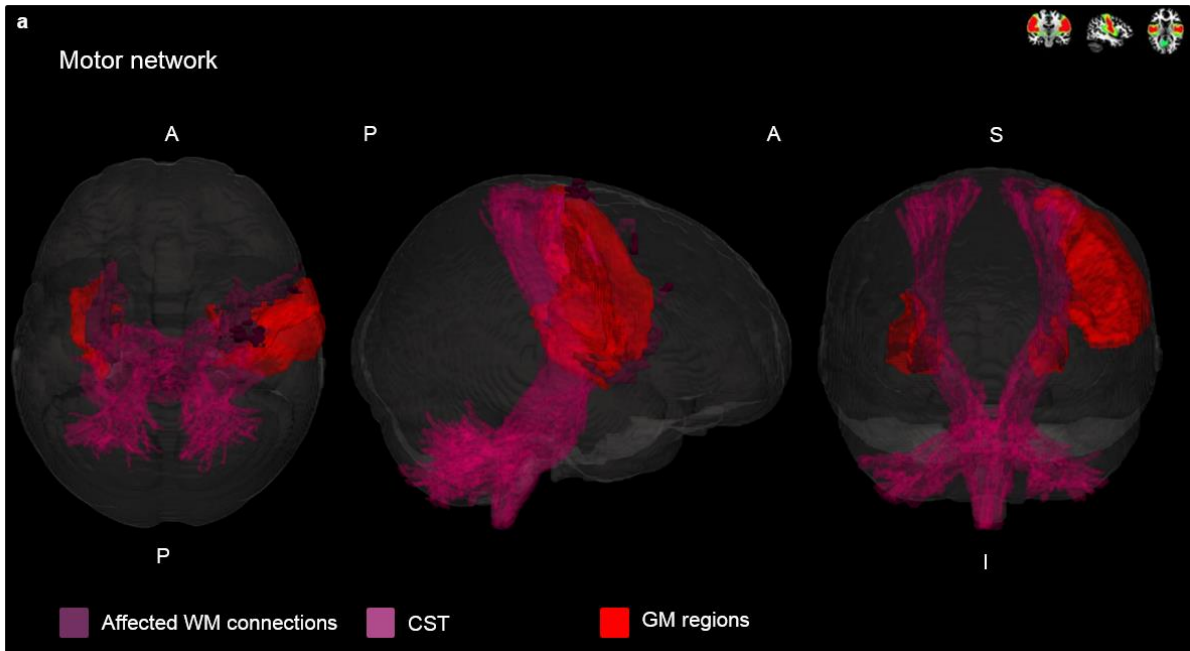 a
Motor network
A P A S
P I
Affected WM connections CST GM regions